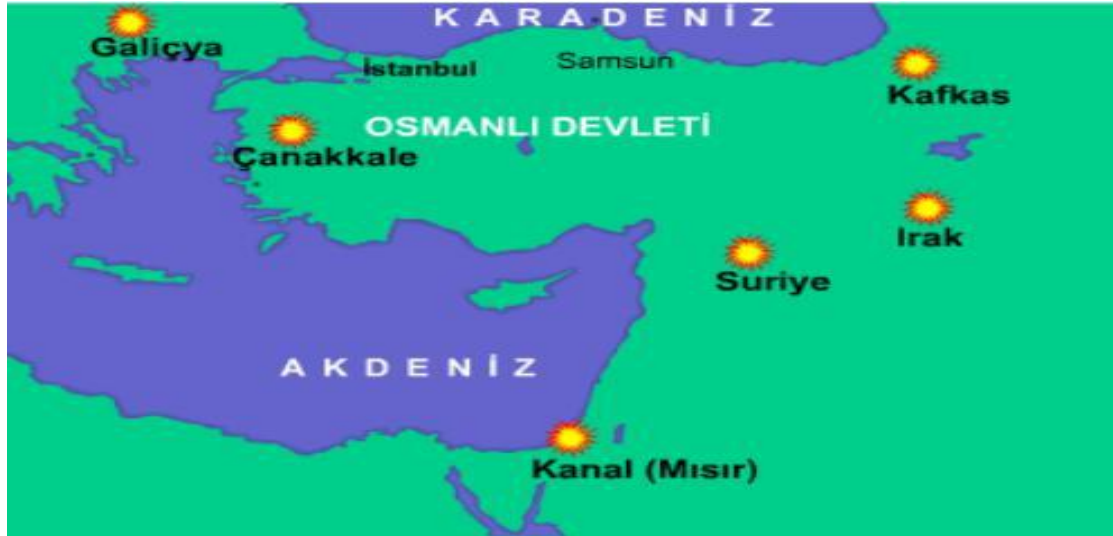 KARADENİZ
Galiçya
İstanbul
Samsun
Kafkas
OSMANLI DEVLETİ
Çanakkale
Irak
Suriye
AKDENİZ
Kanal (Mısır)